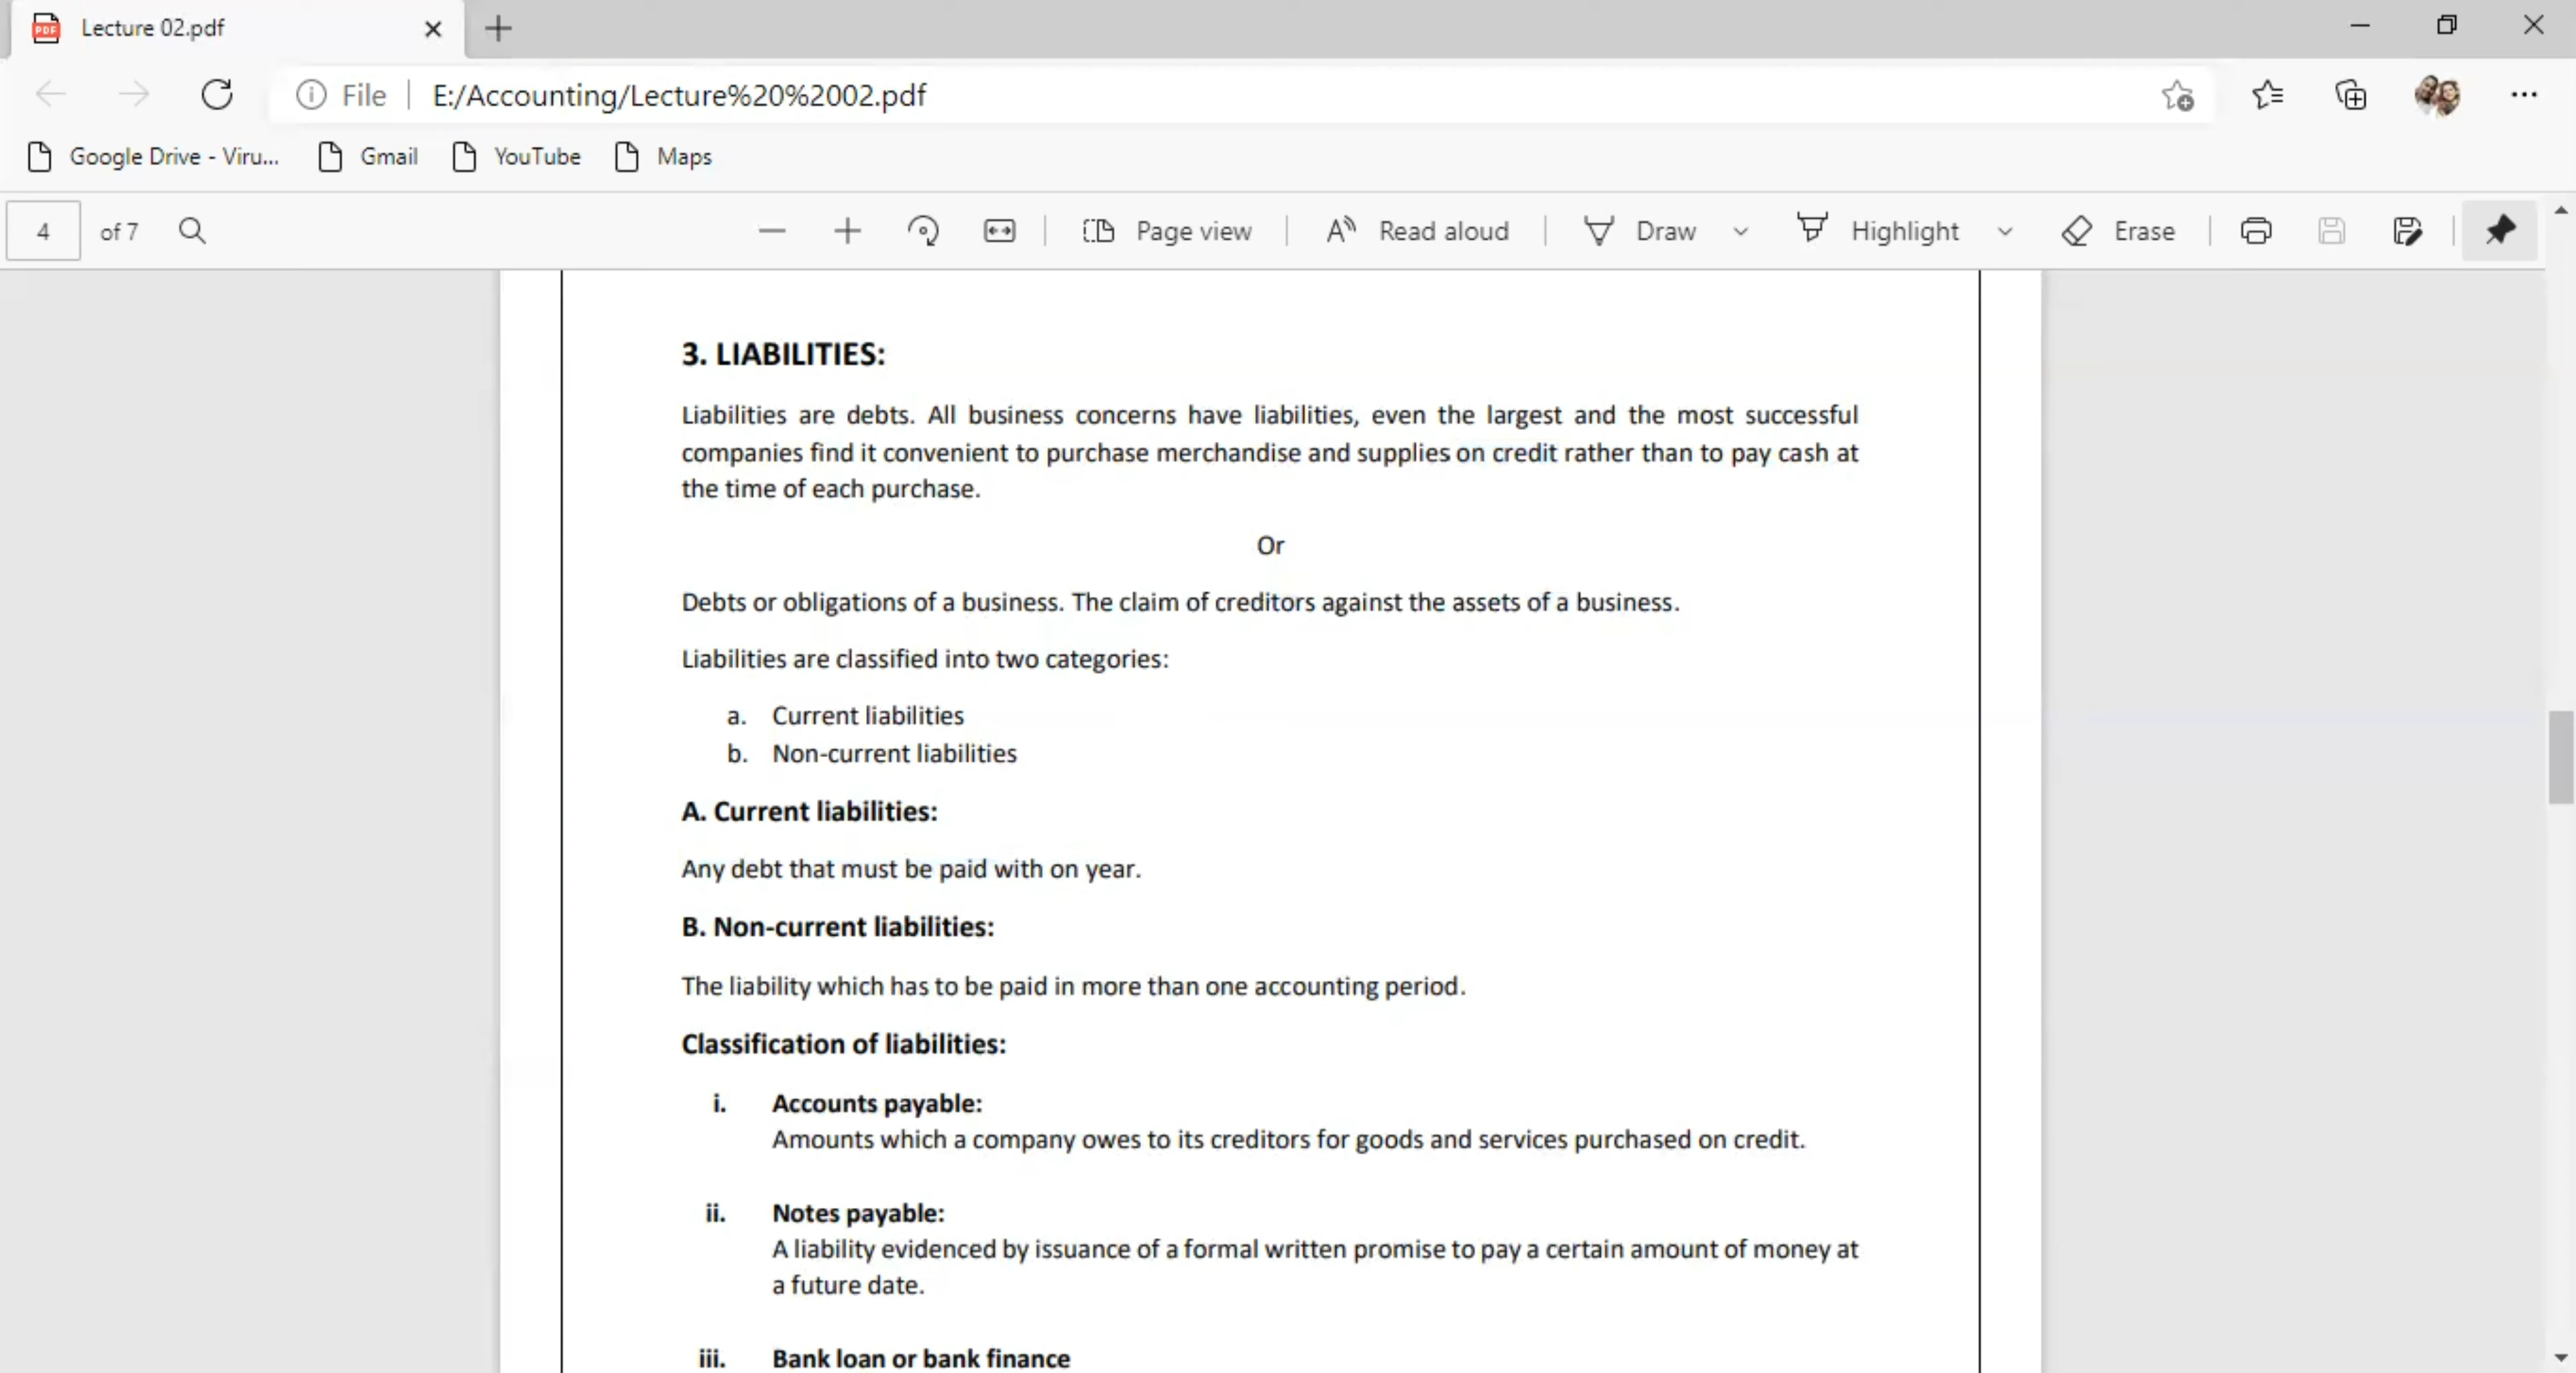 Lecture 02.pdf
File
E:/Accounting/Lecture%20%2002.pdf
Google Drive - Viru...
Gmail
YouTube
Maps
4 of 7
Page view
Read aloud
Draw
Highlight
Erase
3. LIABILITIES:
Liabilities are debts. All business concerns have liabilities, even the largest and the most successful
companies find it convenient to purchase merchandise and supplies on credit rather than to pay cash at
the time of each purchase.
Or
Debts or obligations of a business. The claim of creditors against the assets of a business.
Liabilities are classified into two categories:
a. Current liabilities
b. Non-current liabilities
A. Current liabilities:
Any debt that must be paid with on year.
B. Non-current liabilities:
The liability which has to be paid in more than one accounting period.
Classification of liabilities:
i. Accounts payable:
Amounts which a company owes to its creditors for goods and services purchased on credit.
ii. Notes payable:
A liability evidenced by issuance of a formal written promise to pay a certain amount of money at
a future date.
iii. Bank loan or bank finance